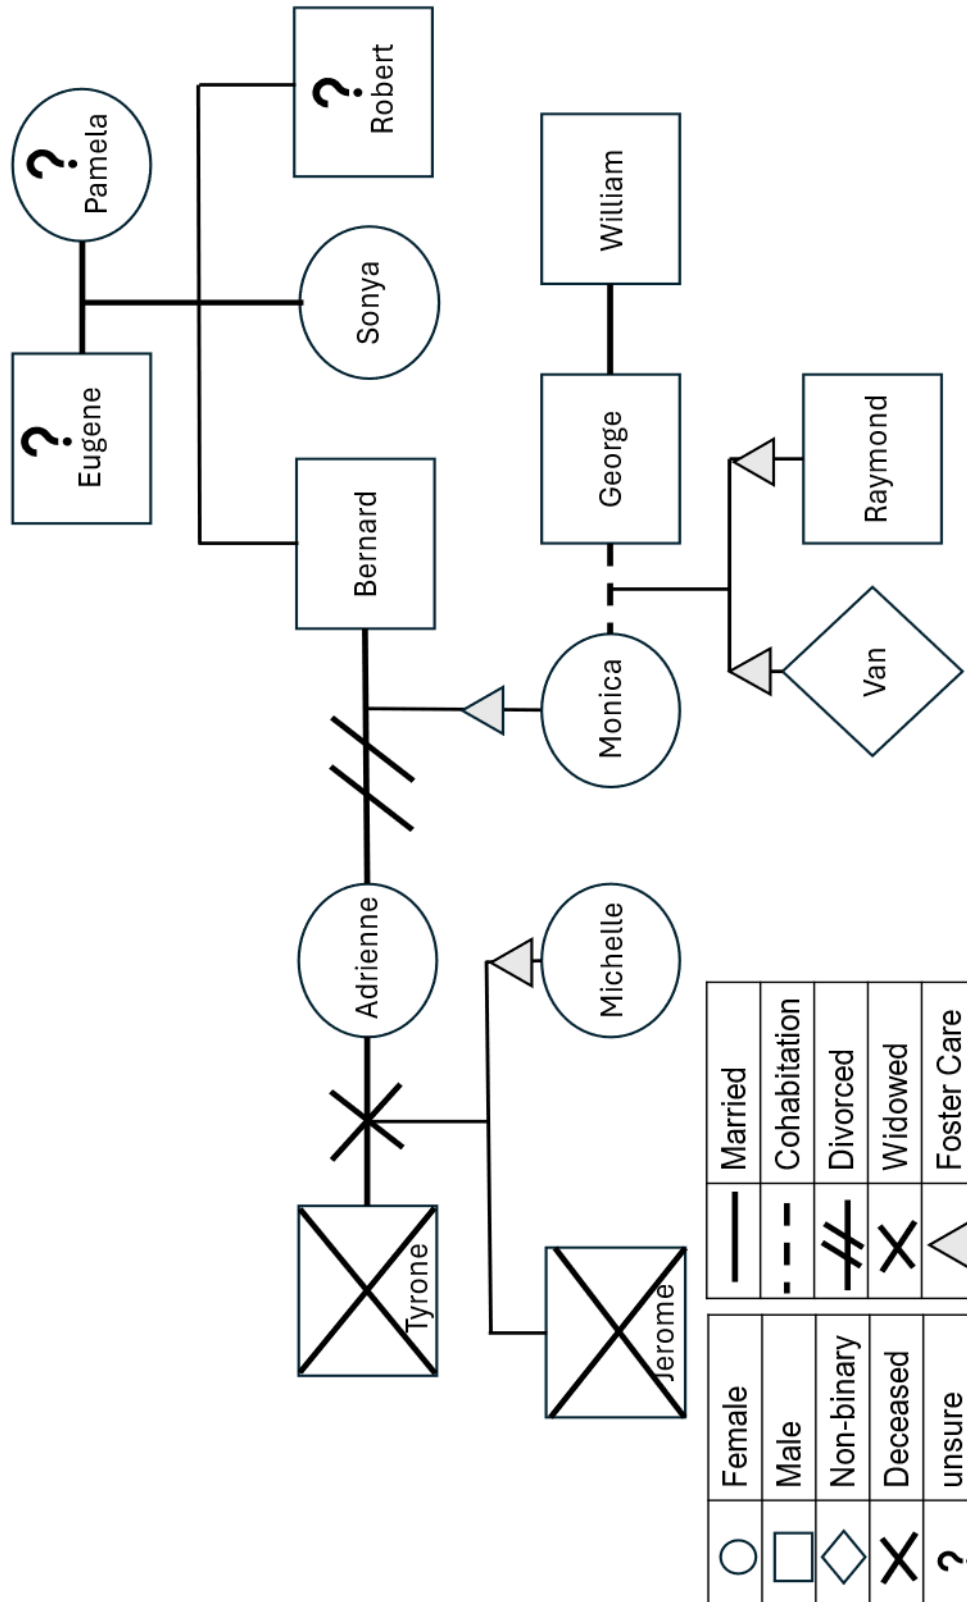 ?
Eugene
?
Pamela
Bernard
Sonya
?
Robert
Tyrone
Adrienne
Jerome
Michelle
Monica
George
William
Van
Raymond
Female
Male
Non-binary
Deceased
? unsure
Married
Cohabitation
Divorced
Widowed
Foster Care